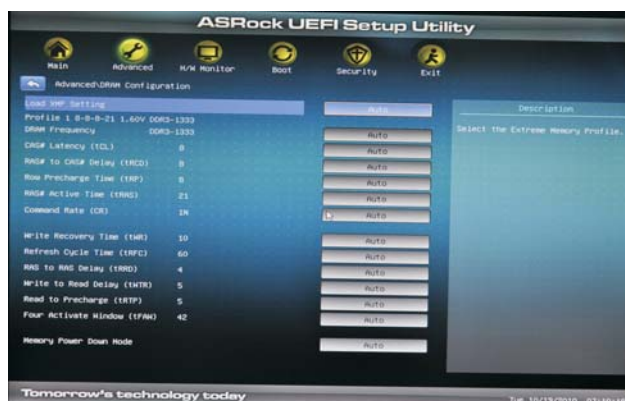 ASRock UEFI Setup Utility
Main Advanced H/W Monitor Boot Security Exit
Advanced\DRAM Configuration
Load XMP Setting Auto
Description
Profile 1 8-8-8-21 1.60V DDR3-1333
Select the Extreme Memory Profile.
DRAM Frequency DDR3-1333 Auto
CAS# Latency (tCL) 8 Auto
RAS# to CAS# Delay (tRCD) 8 Auto
Row Precharge Time (tRP) 8 Auto
RAS# Active Time (tRAS) 21 Auto
Command Rate (CR) 1N Auto
Write Recovery Time (tWR) 10 Auto
Refresh Cycle Time (tRFC) 60 Auto
RAS to RAS Delay (tRRD) 4 Auto
Write to Read Delay (tWTR) 5 Auto
Read to Precharge (tRTP) 5 Auto
Four Activate Window (tFAW) 42 Auto
Memory Power Down Mode Auto
Tomorrow's technology today
Tue 10/19/2010